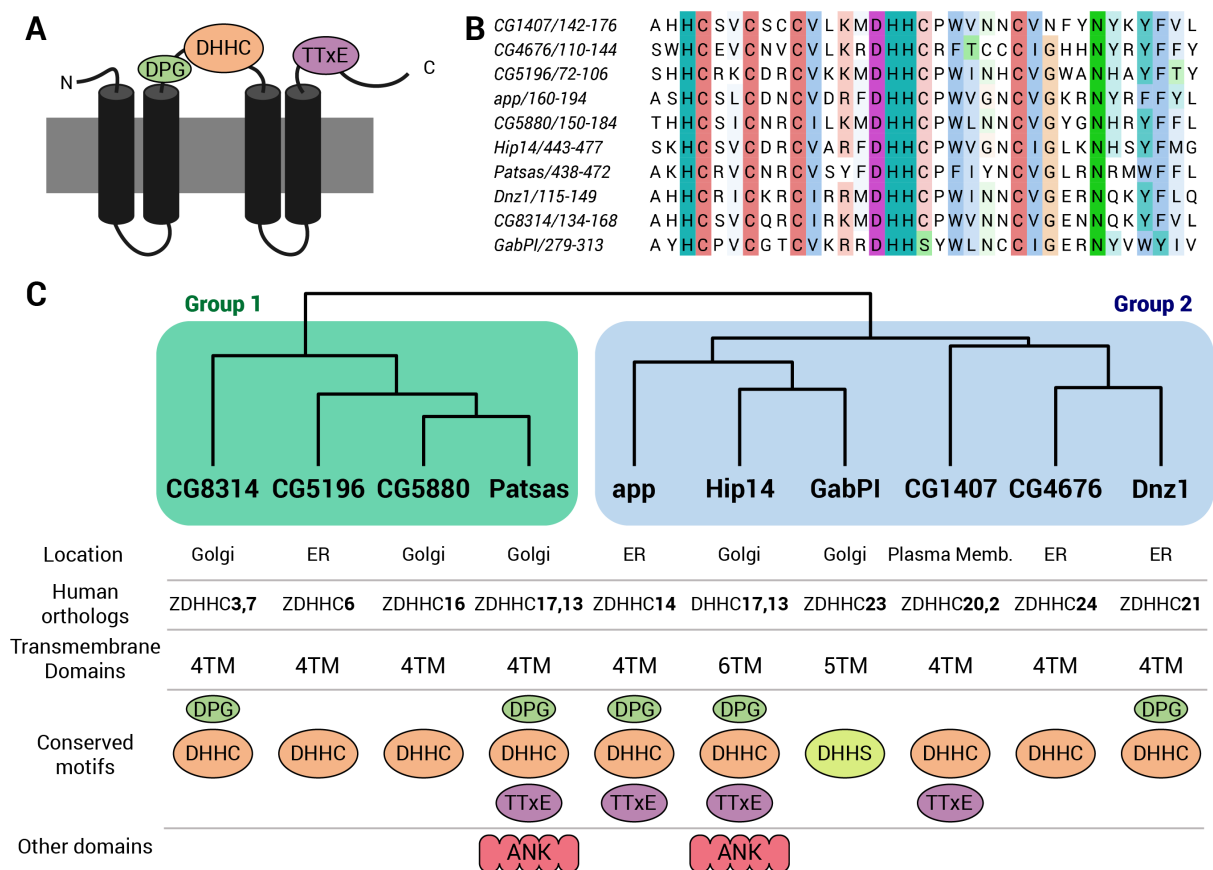 A
N
DPG
DHHC
TTxE
C
B
CG1407/142-176 AHHCSVCSCCVLKMDHHCPWVNNCVNFYNYKYFVL
CG4676/110-144 SWHCEVCNVCVLKRDHHCRFTCCCIGHHNYRYFFY
CG5196/72-106 SHHCRKCDRCVKKMDHHCPWINHCVGWANHAYFTY
app/160-194 ASHCSLCDNCVDRFDHHCPWVGNCVGKRNYRFFYL
CG5880/150-184 THHCSICNRCILKMDHHCPWLNNCVGYGNHRYFFL
Hip14/443-477 SKHCSVCDRCVARFDHHCPWVGNCIGLKNHSYFMG
Patsas/438-472 AKHCRVCNRCVSYFDHHCPFIYNCVGLRNRMWFFL
Dnz1/115-149 AHHCRICKRCIRRMDHHCPWINNCVGERNQKYFLQ
CG8314/134-168 AHHCSVCQRCIRKMDHHCPWVNNCVGENNQKYFVL
GabPI/279-313 AYHCPVCGTCVKRRDHHSYWLNCCIGERNYVWYIV
C
Group 1
Group 2
CG8314 CG5196 CG5880 Patsas app Hip14 GabPI CG1407 CG4676 Dnz1
Location Golgi ER Golgi Golgi ER Golgi Golgi Plasma Memb. ER ER
Human
orthologs
ZDHHC3,7 ZDHHC6 ZDHHC16 ZDHHC17,13 ZDHHC14 DHHC17,13 ZDHHC23 ZDHHC20,2 ZDHHC24 ZDHHC21
Transmembrane
Domains
4TM 4TM 4TM 4TM 4TM 6TM 5TM 4TM 4TM 4TM
Conserved
motifs
DPG DPG DPG DPG DPG
DHHC DHHC DHHC DHHC DHHC DHHC DHHS DHHC DHHC DHHC
TTxE TTxE TTxE TTxE
Other domains ANK ANK